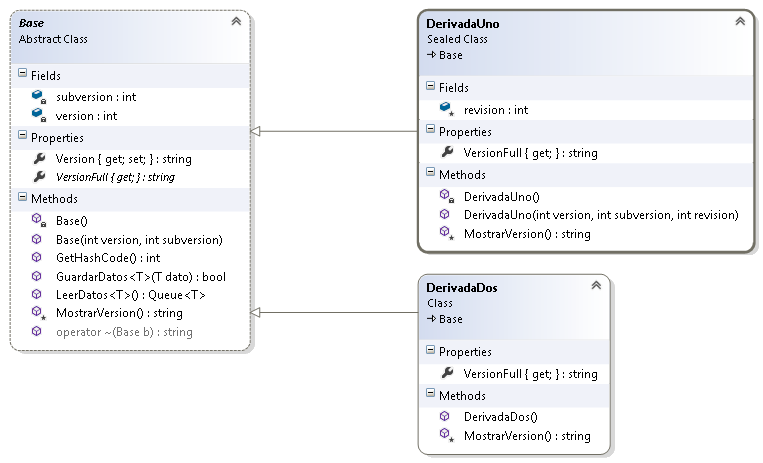 Base
Abstract Class
Fields
subversion : int
version : int
Properties
Version { get; set; } : string
VersionFull { get; } : string
Methods
Base()
Base(int version, int subversion)
GetHashCode() : int
GuardarDatos<T>(T dato) : bool
LeerDatos<T>() : Queue<T>
MostrarVersion() : string
operator ~(Base b) : string
DerivadaUno
Sealed Class
Base
Fields
revision : int
Properties
VersionFull { get; } : string
Methods
DerivadaUno()
DerivadaUno(int version, int subversion, int revision)
MostrarVersion() : string
DerivadaDos
Class
Base
Properties
VersionFull { get; } : string
Methods
DerivadaDos()
MostrarVersion() : string